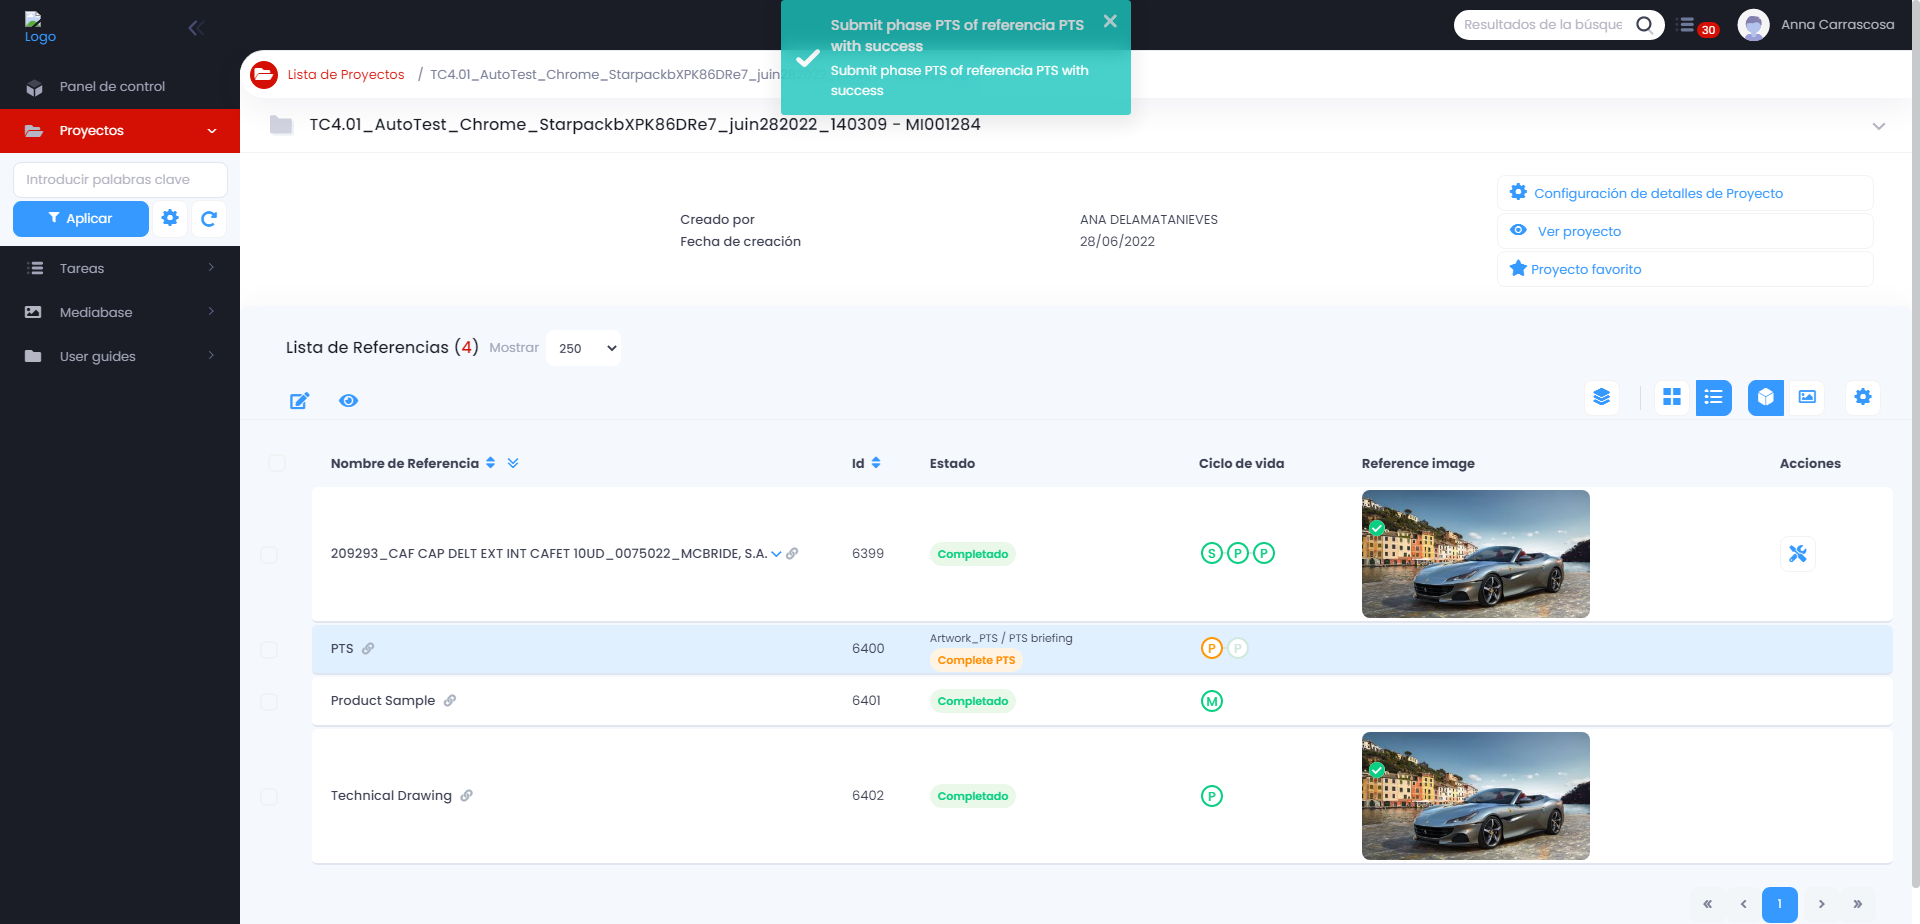 Logo
Submit phase PTS of referencia PTS
with success
Submit phase PTS of referencia PTS with
success
Resultados de la búsque
30
Anna Carrascosa
Panel de control
Proyectos
Introducir palabras clave
Aplicar
Tareas
Mediabase
User guides
Lista de Proyectos / TC4.01_AutoTest_Chrome_StarpackbXPK86DRe7_juin2
TC4.01_AutoTest_Chrome_StarpackbXPK86DRe7_juin282022_140309 - MI001284
Creado por ANA DELAMATANIEVES
Fecha de creación 28/06/2022
Configuración de detalles de Proyecto
Ver proyecto
Proyecto favorito
Lista de Referencias (4) Mostrar 250
Nombre de Referencia Id Estado Ciclo de vida Reference image Acciones
209293_CAF CAP DELT EXT INT CAFET 10UD_0075022_MCBRIDE, S.A. 6399 Completado S P P
PTS 6400 Artwork_PTS / PTS briefing P P
Complete PTS
Product Sample 6401 Completado M
Technical Drawing 6402 Completado P
« ‹ 1 › »